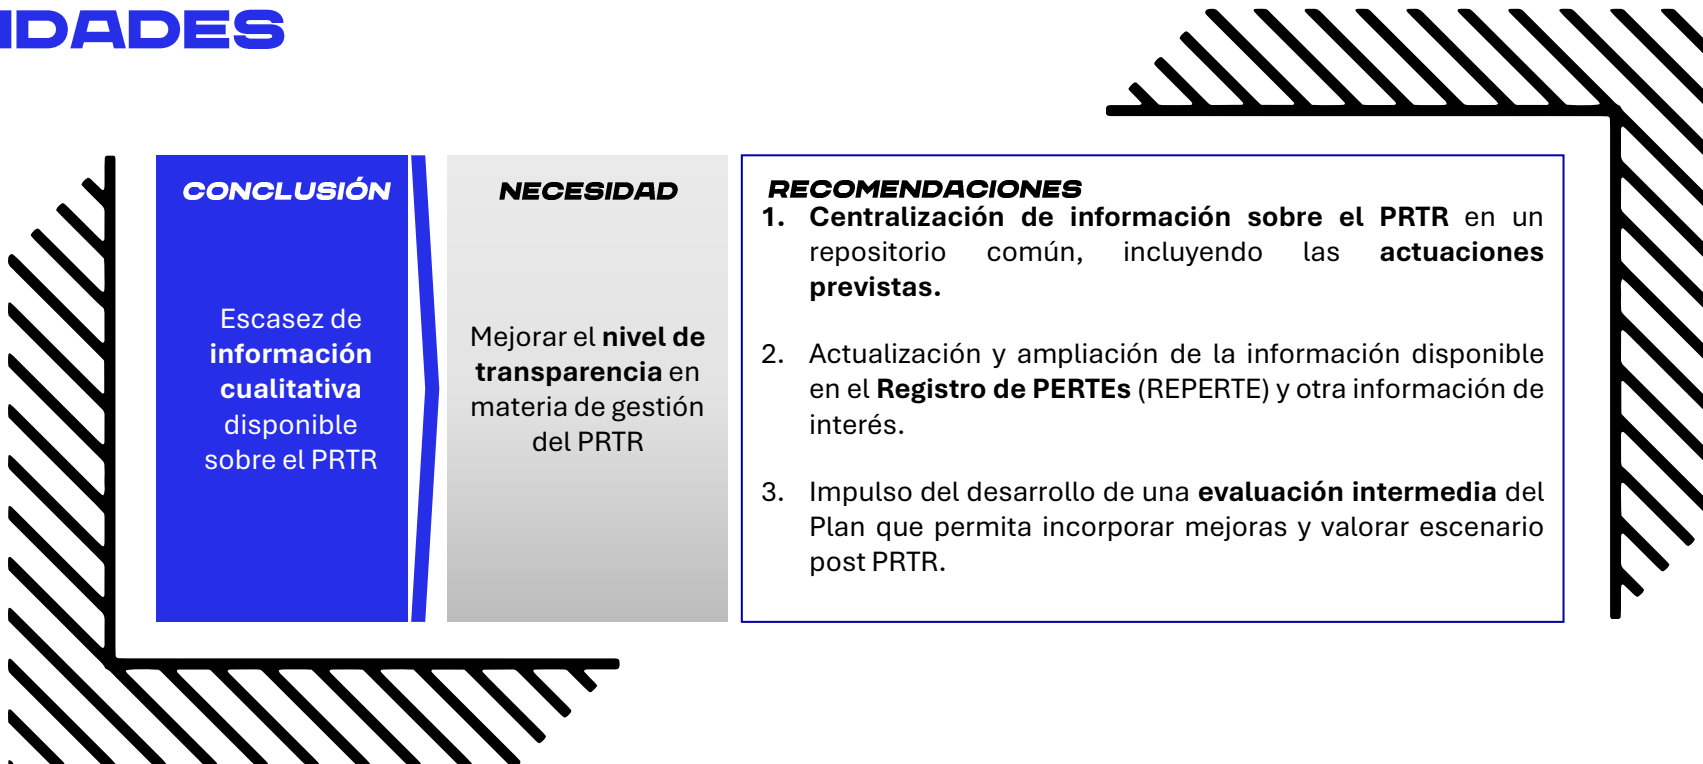 IDADES
CONCLUSIÓN
Escasez de
información
cualitativa
disponible
sobre el PRTR
NECESIDAD
Mejorar el nivel de
transparencia en
materia de gestión
del PRTR
RECOMENDACIONES
1. Centralización de información sobre el PRTR en un
repositorio común, incluyendo las actuaciones
previstas.
2. Actualización y ampliación de la información disponible
en el Registro de PERTEs (REPERTE) y otra información de
interés.
3. Impulso del desarrollo de una evaluación intermedia del
Plan que permita incorporar mejoras y valorar escenario
post PRTR.